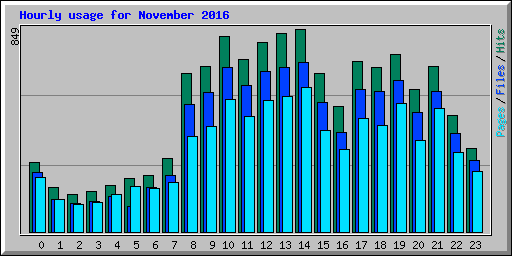 Hourly usage for November 2016
849
Pages/Files/Hits
0 1 2 3 4 5 6 7 8 9 10 11 12 13 14 15 16 17 18 19 20 21 22 23